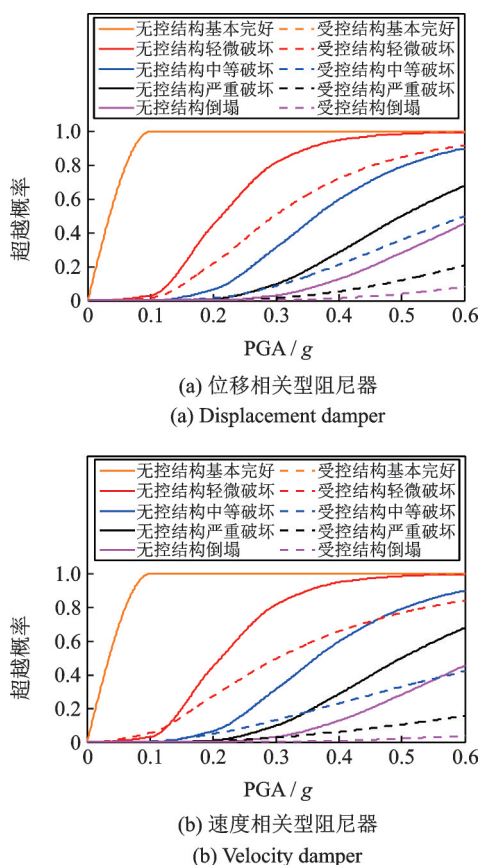 无控结构基本完好 受控结构基本完好
无控结构轻微破坏 受控结构轻微破坏
无控结构中等破坏 受控结构中等破坏
无控结构严重破坏 受控结构严重破坏
无控结构倒塌 受控结构倒塌
超越概率
1.0
0.8
0.6
0.4
0.2
0
0 0.1 0.2 0.3 0.4 0.5 0.6
PGA / g
(a) 位移相关型阻尼器
(a) Displacement damper
无控结构基本完好 受控结构基本完好
无控结构轻微破坏 受控结构轻微破坏
无控结构中等破坏 受控结构中等破坏
无控结构严重破坏 受控结构严重破坏
无控结构倒塌 受控结构倒塌
超越概率
1.0
0.8
0.6
0.4
0.2
0
0 0.1 0.2 0.3 0.4 0.5 0.6
PGA / g
(b) 速度相关型阻尼器
(b) Velocity damper